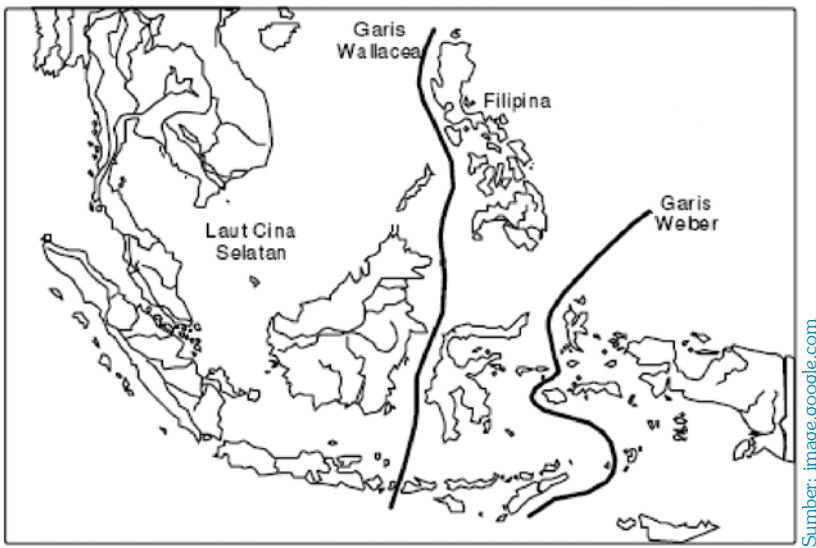 Garis
Wallacea
Filipina
Garis
Weber
Laut Cina
Selatan
Sumber: image.google.com